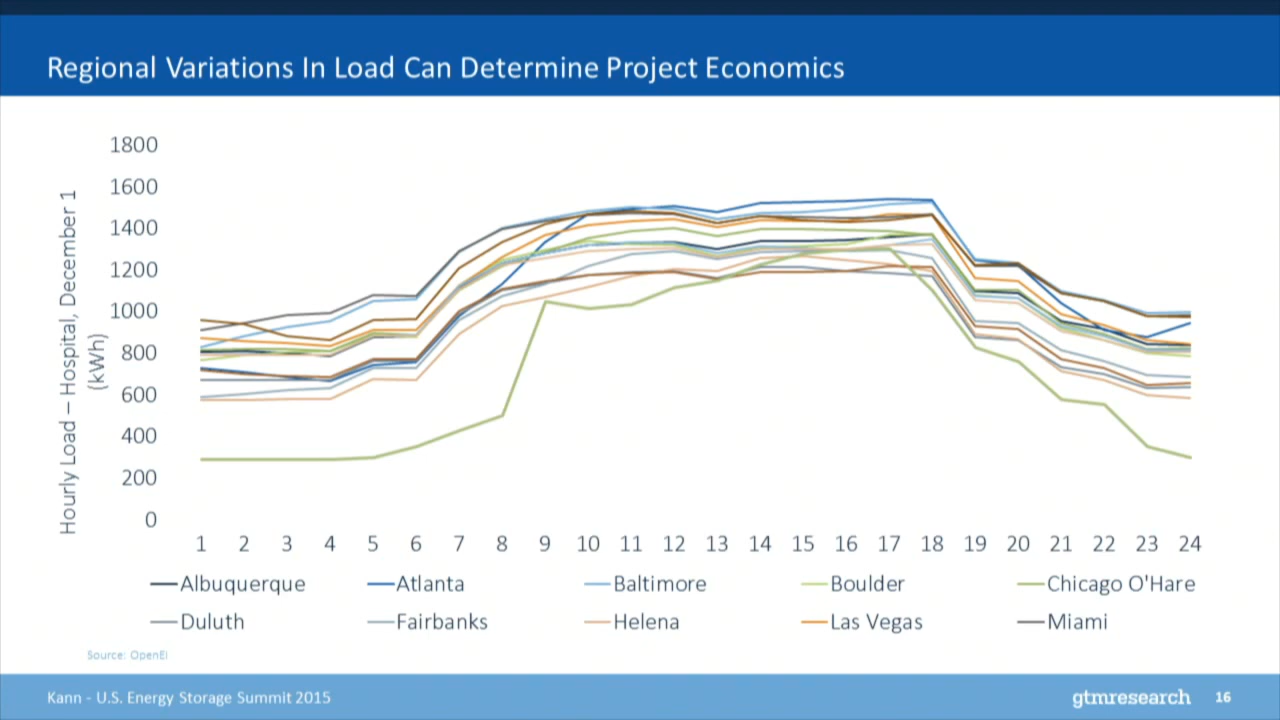 Regional Variations In Load Can Determine Project Economics
Hourly Load – Hospital, December 1
(kWh)
1800
1600
1400
1200
1000
800
600
400
200
0
1 2 3 4 5 6 7 8 9 10 11 12 13 14 15 16 17 18 19 20 21 22 23 24
Albuquerque Atlanta Baltimore Boulder Chicago O'Hare
Duluth Fairbanks Helena Las Vegas Miami
Source: OpenEI
Kann - U.S. Energy Storage Summit 2015 gtmresearch 16